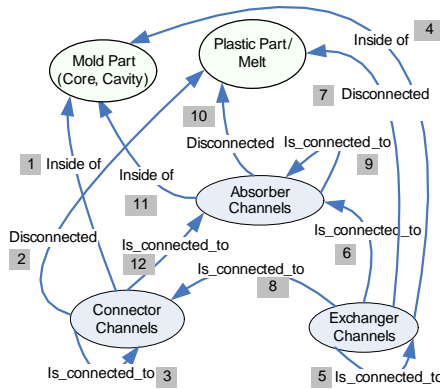 4
Inside of
Mold Part
(Core, Cavity)
Plastic Part/
Melt
7
Disconnected
10
Disconnected
Is_connected_to
9
1
Inside of
Inside of
11
Absorber
Channels
Disconnected
2
Is_connected_to
12
Is_connected_to
6
Is_connected_to
8
Connector
Channels
Exchanger
Channels
Is_connected_to
3
5
Is_connected_to